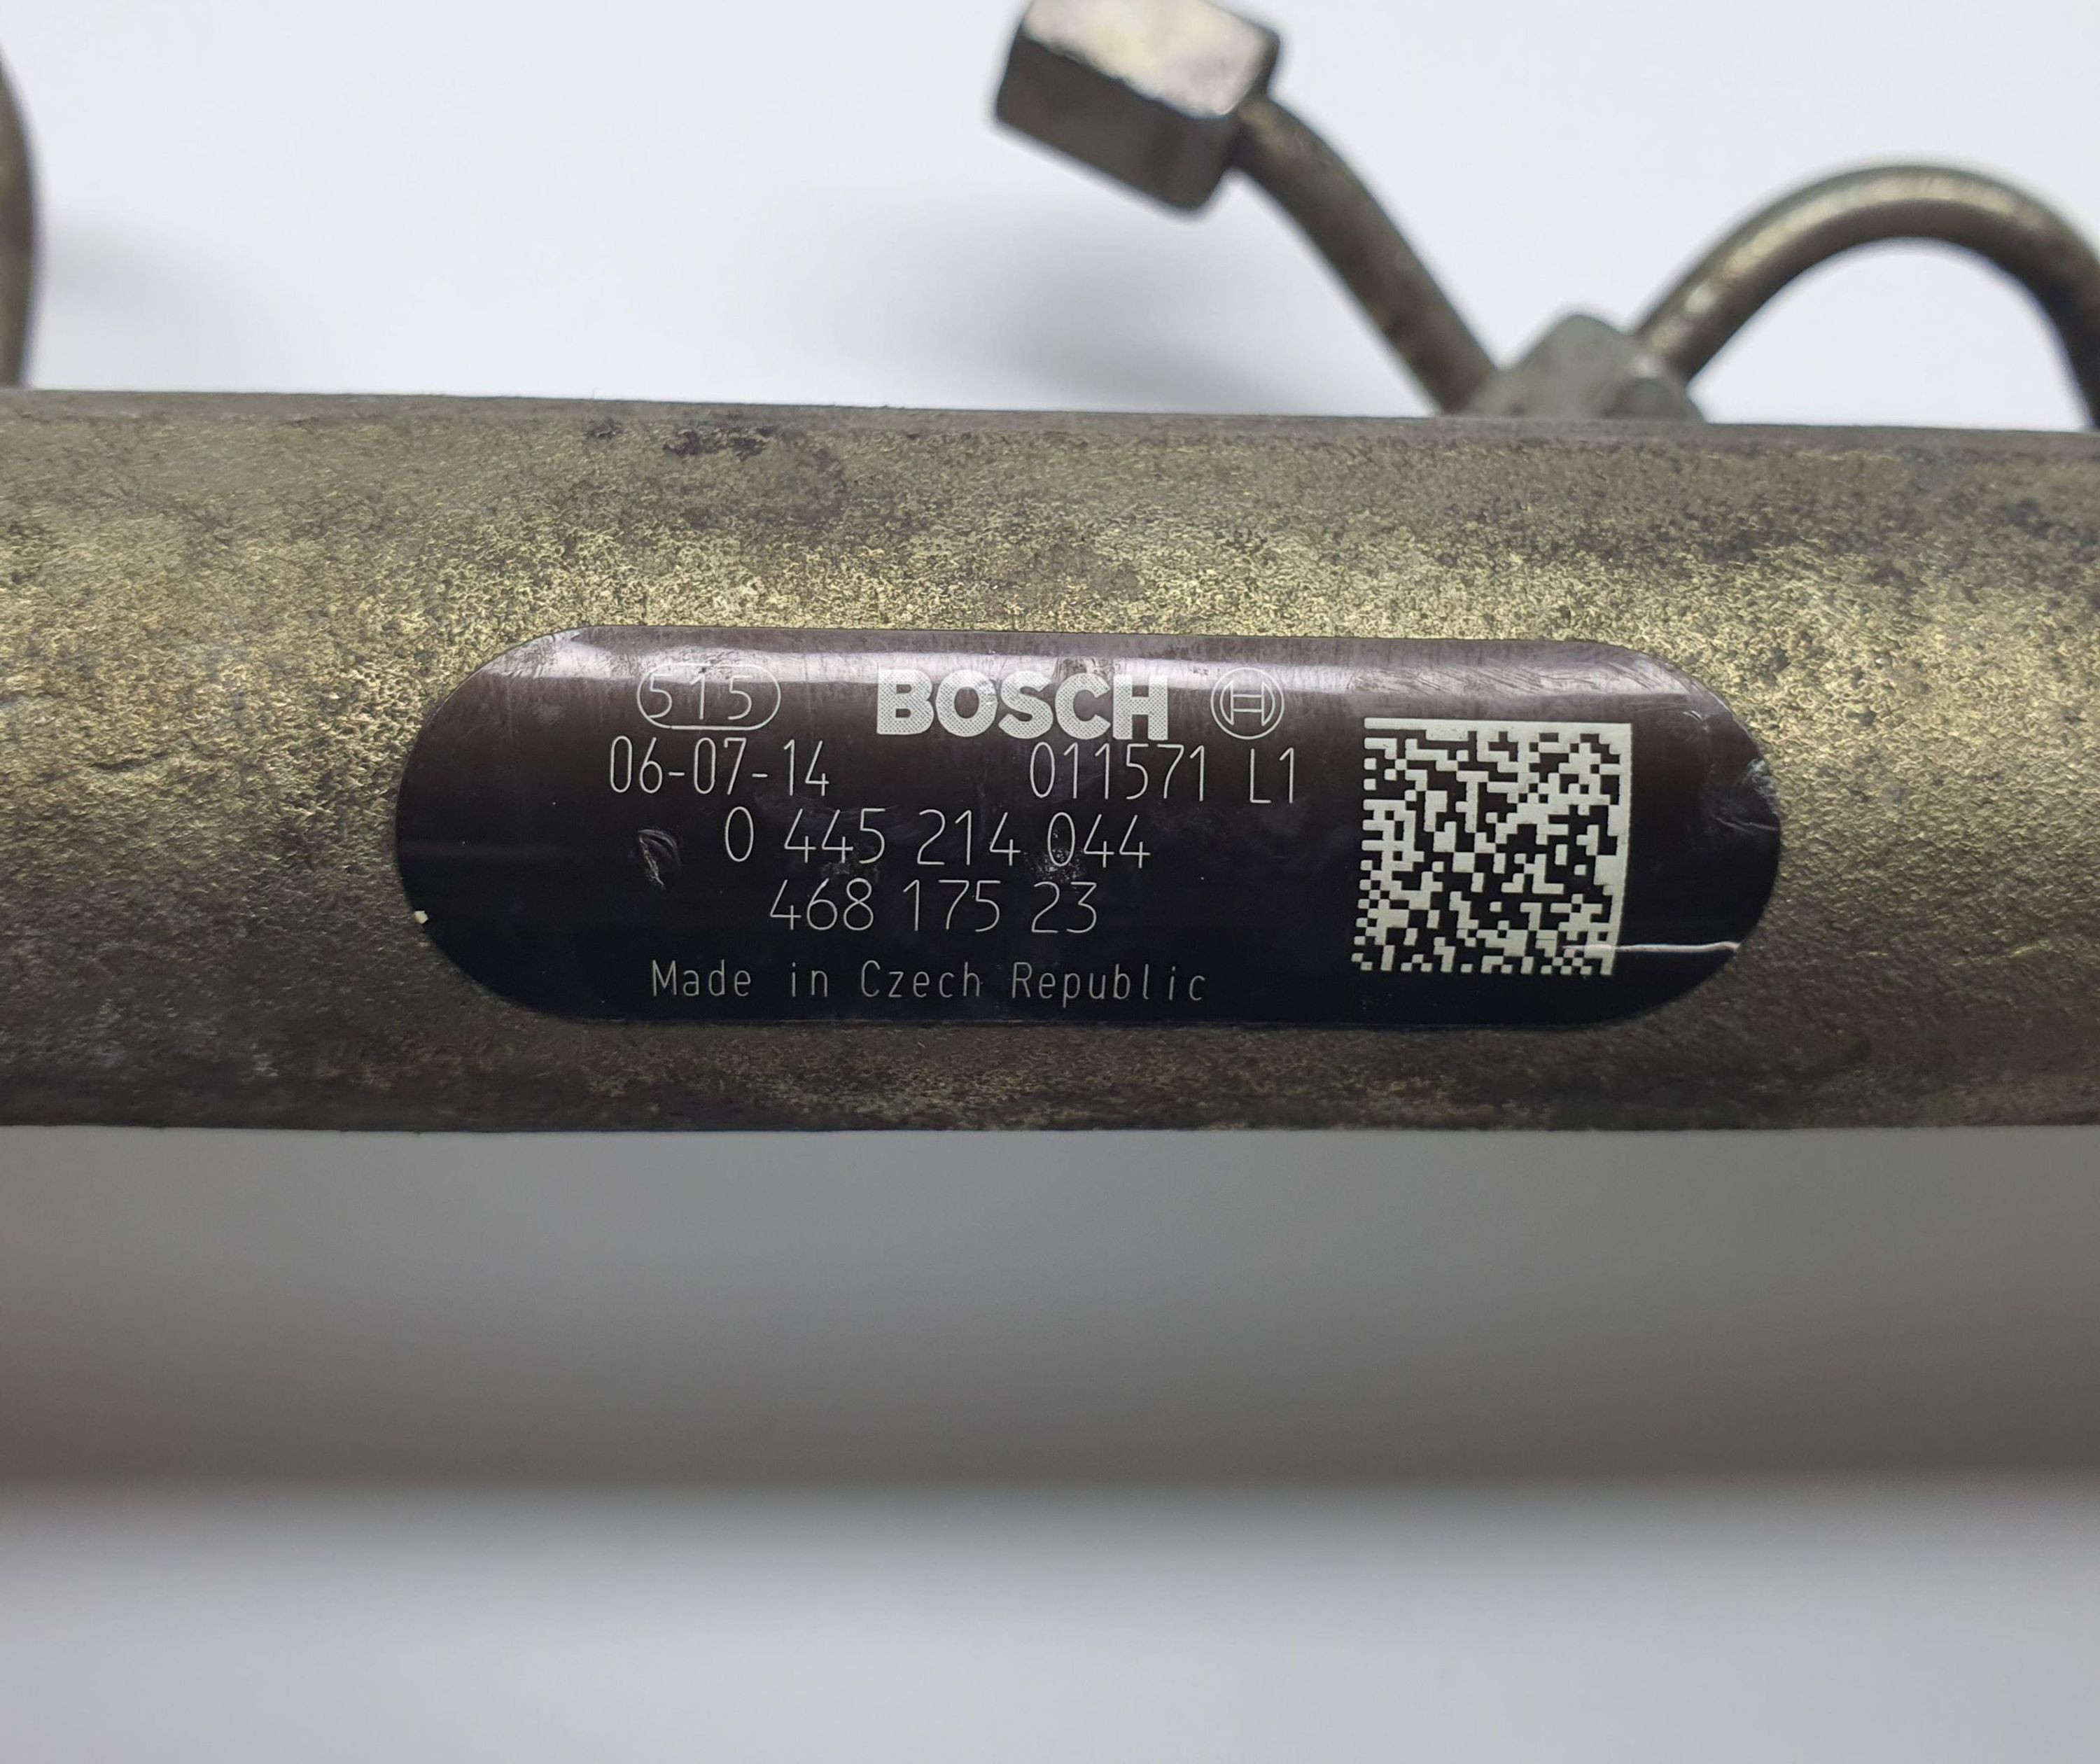 515 BOSCH
06-07-14 011571 L1
0 445 214 044
468 175 23
Made in Czech Republic